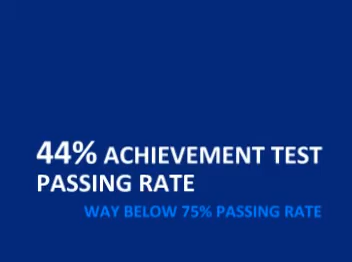 44% ACHIEVEMENT TEST
PASSING RATE
WAY BELOW 75% PASSING RATE